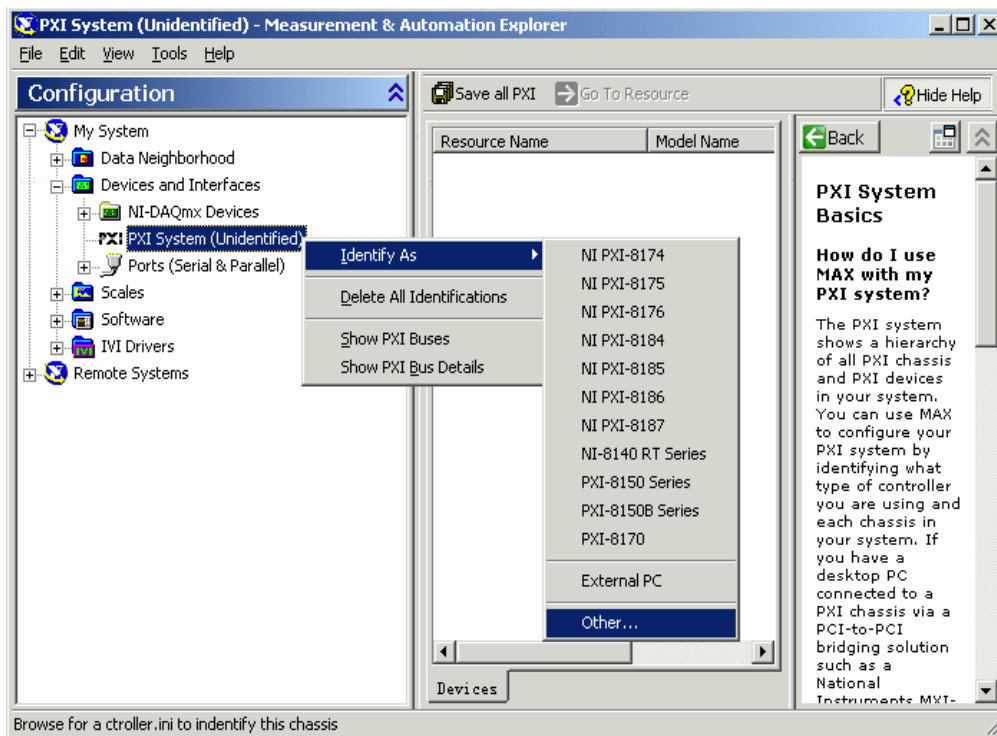 PXI System (Unidentified) - Measurement & Automation Explorer
File Edit View Tools Help
Configuration
My System
Data Neighborhood
Devices and Interfaces
NI-DAQmx Devices
PXI PXI System (Unidentified)
Ports (Serial & Parallel)
Scales
Software
IVI IVI Drivers
Remote Systems
Identify As
Delete All Identifications
Show PXI Buses
Show PXI Bus Details
NI PXI-8174
NI PXI-8175
NI PXI-8176
NI PXI-8184
NI PXI-8185
NI PXI-8186
NI PXI-8187
NI-8140 RT Series
PXI-8150 Series
PXI-8150B Series
PXI-8170
External PC
Other...
Save all PXI Go To Resource Hide Help
Resource Name Model Name
Devices
Back
PXI System
Basics
How do I use
MAX with my
PXI system?
The PXI system
shows a hierarchy
of all PXI chassis
and PXI devices
in your system.
You can use MAX
to configure your
PXI system by
identifying what
type of controller
you are using and
each chassis in
your system. If
you have a
desktop PC
connected to a
PXI chassis via a
PCI-to-PCI
bridging solution
such as a
National
Instruments MXI-
Browse for a ctroller.ini to indentify this chassis